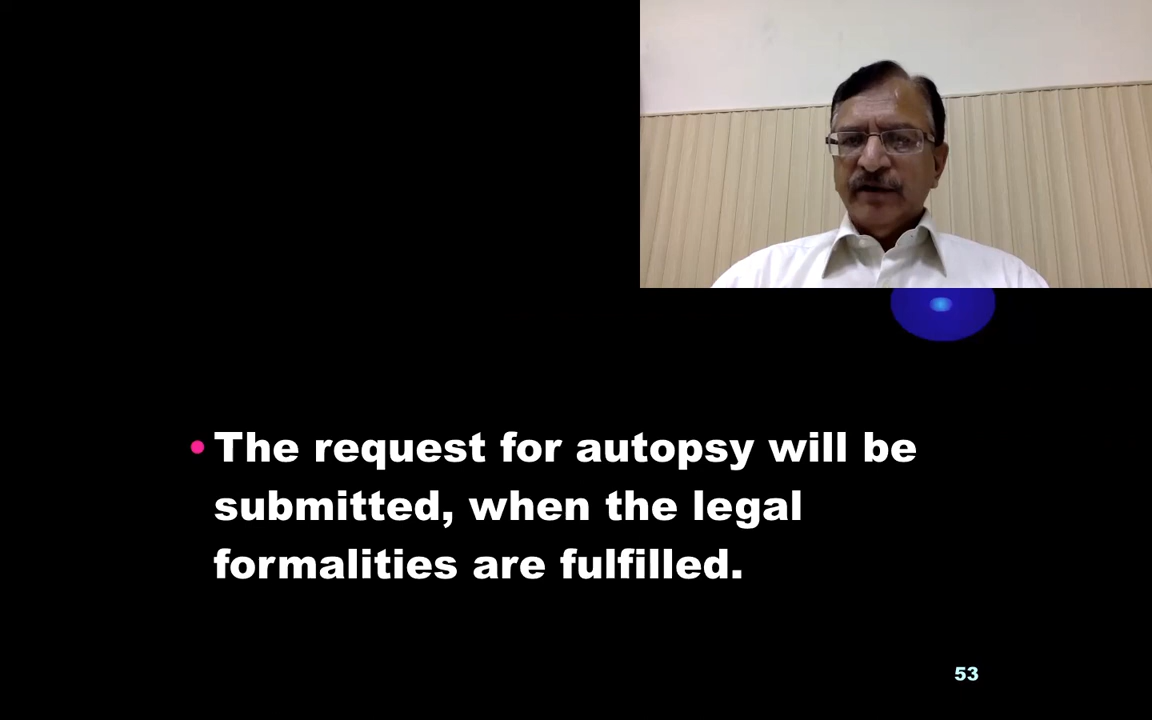 The request for autopsy will be
submitted, when the legal
formalities are fulfilled.
53